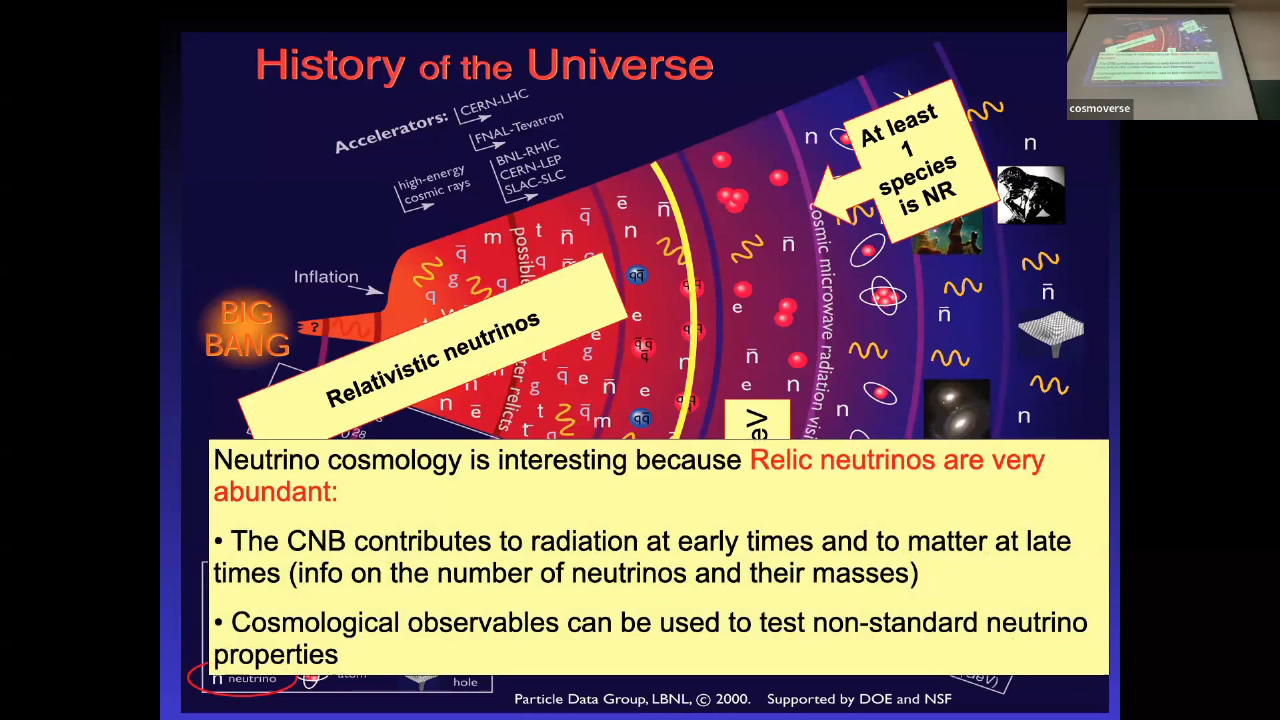 History of the Universe
cosmoverse
Accelerators:
CERN-LHC
FNAL-Tevatron
BNL-RHIC
CERN-LEP
SLAC-SLC
high-energy
cosmic rays
Inflation
BIG
BANG
?
possible
relicts
cosmic microwave radiation
At least
1
species
is NR
Relativistic neutrinos
eV
Neutrino cosmology is interesting because Relic neutrinos are very
abundant:
• The CNB contributes to radiation at early times and to matter at late
times (info on the number of neutrinos and their masses)
• Cosmological observables can be used to test non-standard neutrino
properties
n neutrino
atom
hole
Particle Data Group, LBNL, © 2000. Supported by DOE and NSF